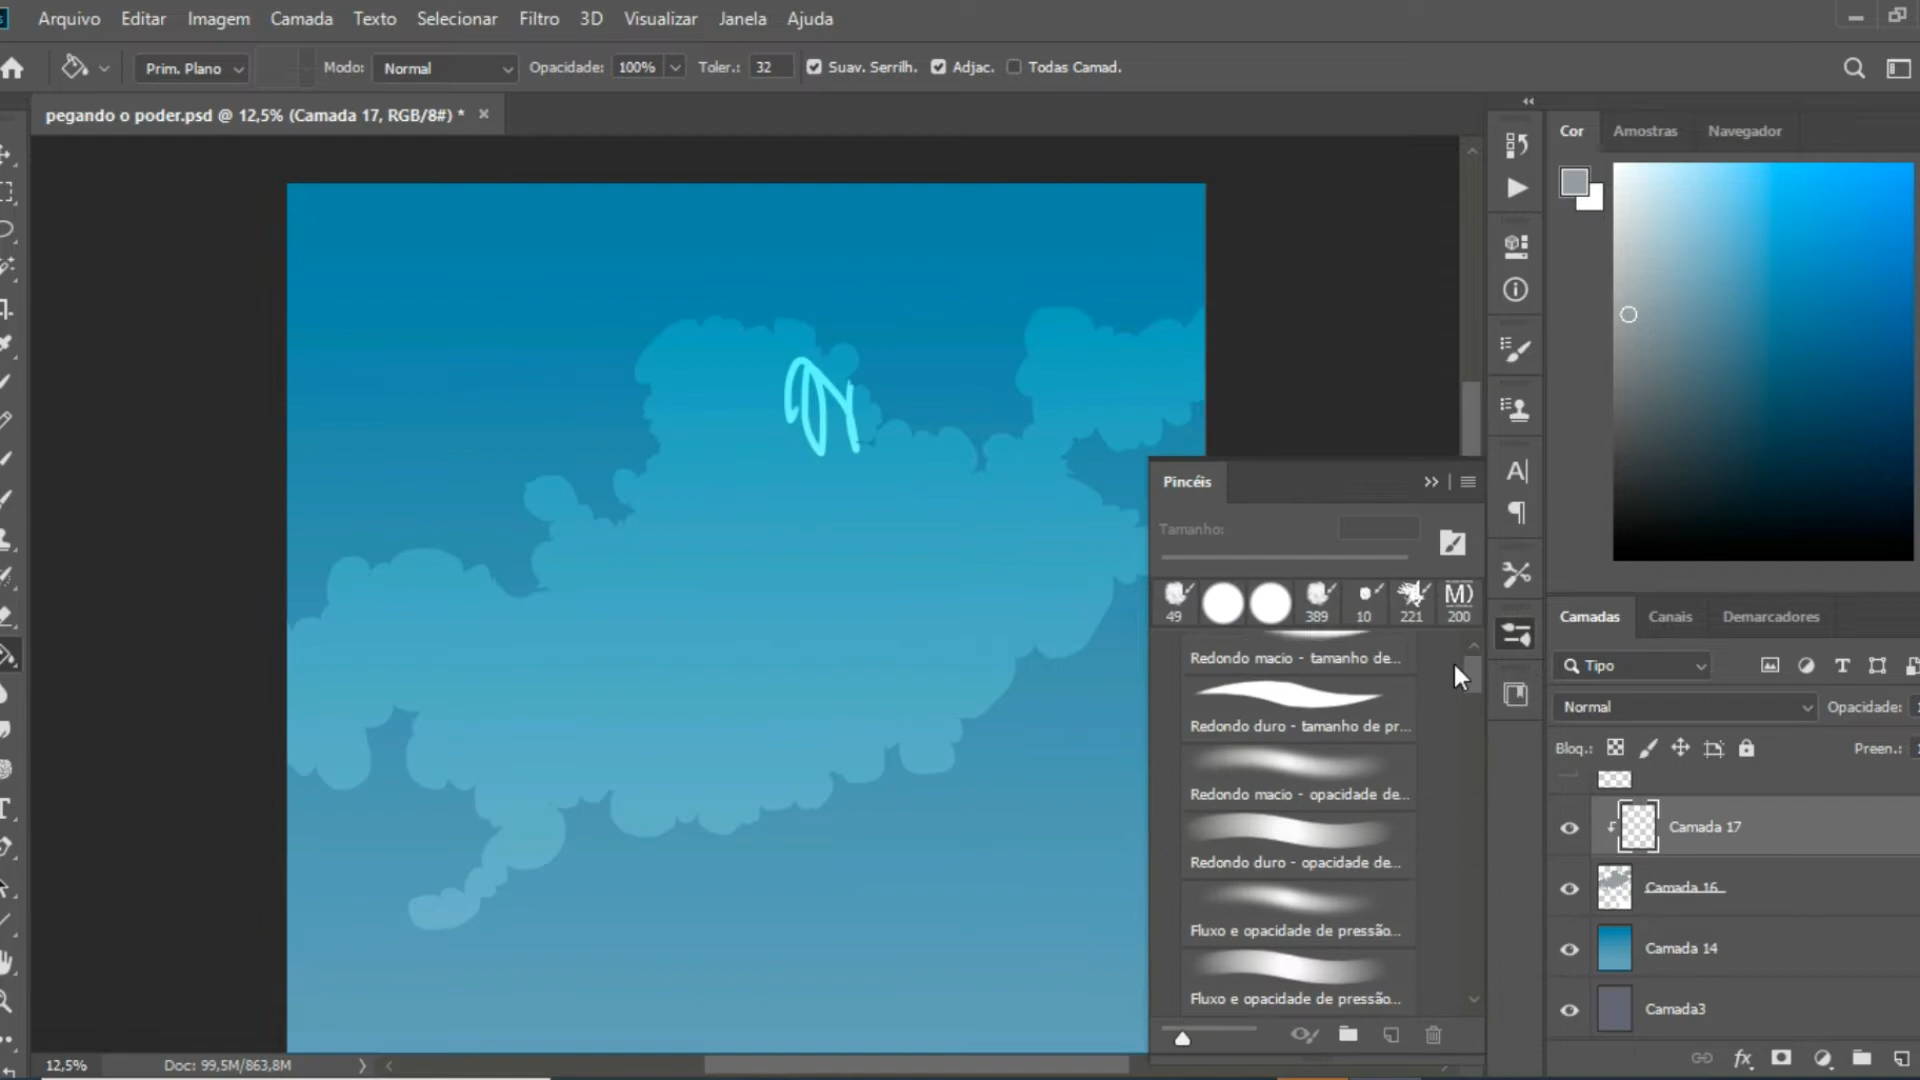 Arquivo Editar Imagem Camada Texto Selecionar Filtro 3D Visualizar Janela Ajuda
Prim. Plano Modo: Normal Opacidade: 100% Toler.: 32 Suav. Serrilh. Adjac. Todas Camad.
pegando o poder.psd @ 12,5% (Camada 17, RGB/8#) *
Cor Amostras Navegador
Pincéis
Tamanho:
49 389 10 221 200
Redondo macio - tamanho de...
Redondo duro - tamanho de pr...
Redondo macio - opacidade de...
Redondo duro - opacidade de...
Fluxo e opacidade de pressão...
Fluxo e opacidade de pressão...
Camadas Canais Demarcadores
Tipo
Normal Opacidade:
Bloq.: Preen.:
Camada 17
Camada 16
Camada 14
Camada3
12,5% Doc: 99,5M/863,8M